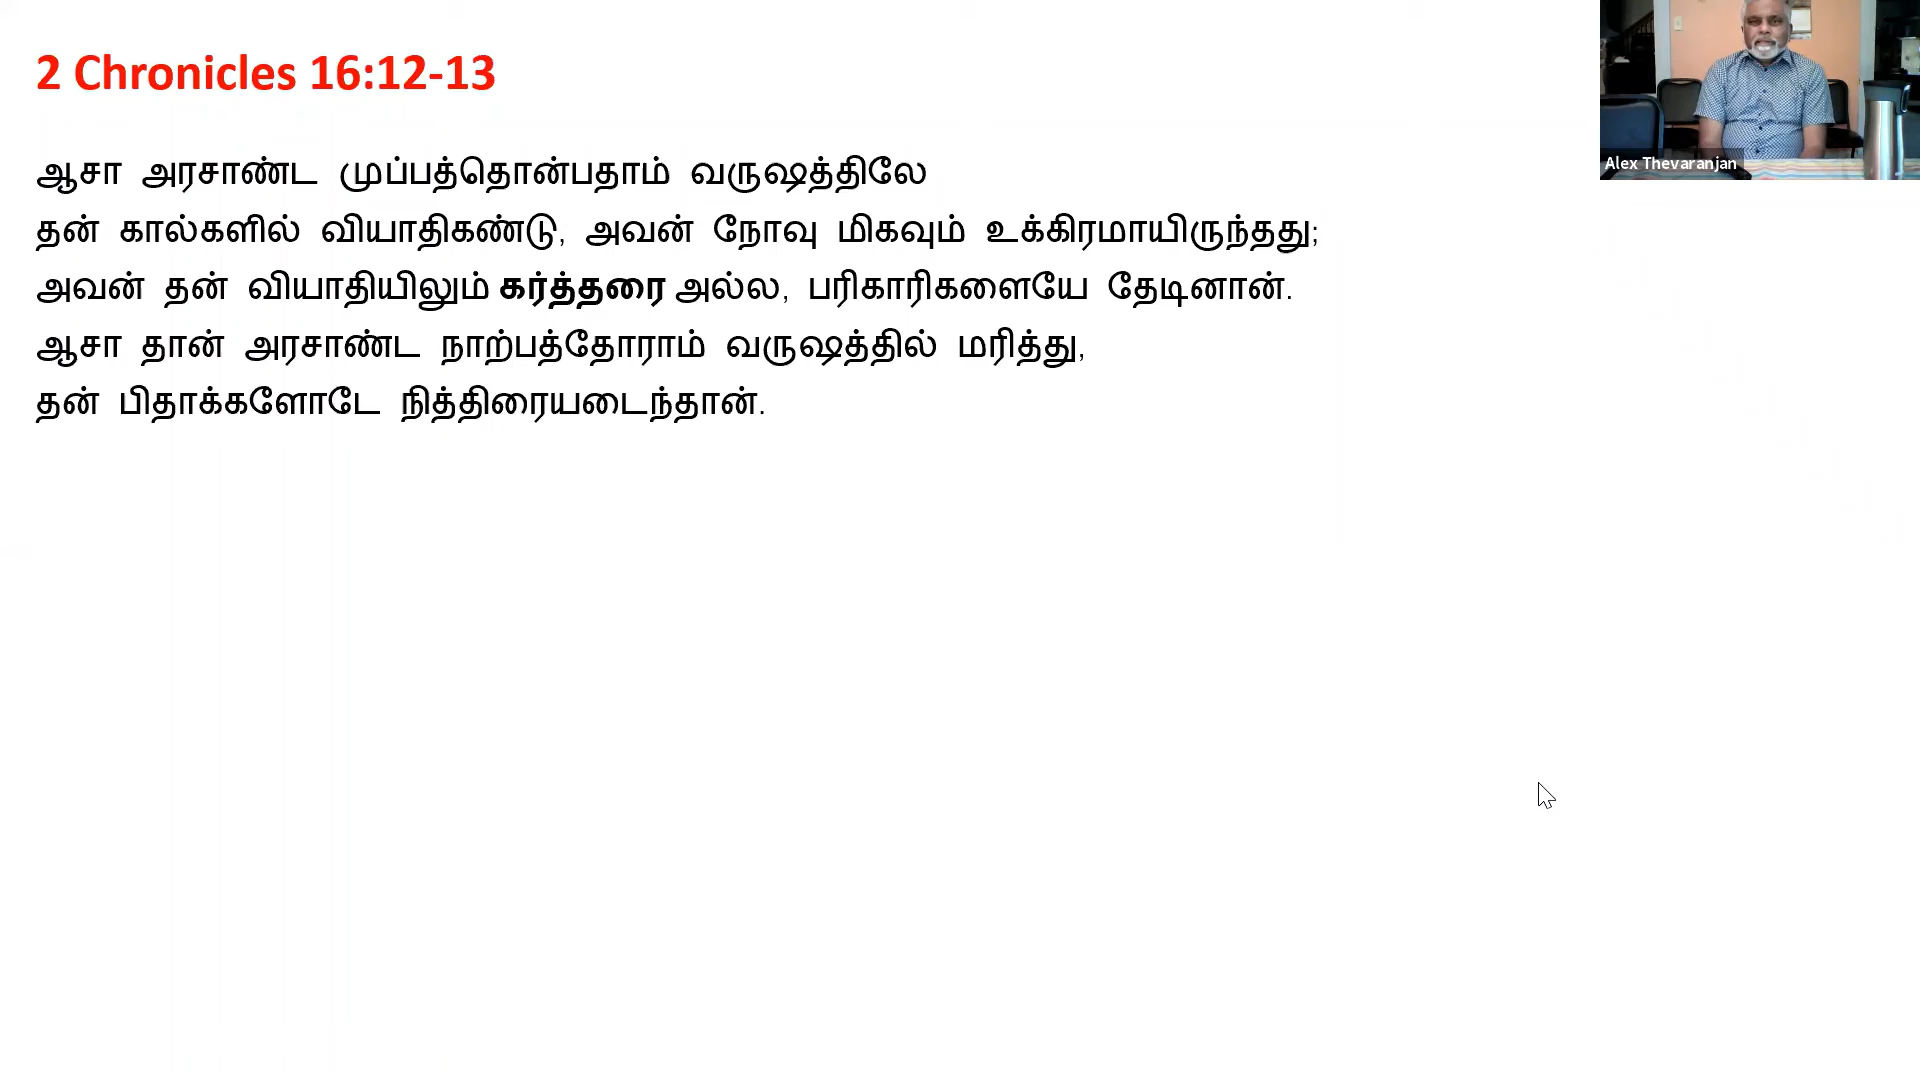 2 Chronicles 16:12-13
ஆசா அரசாண்ட முப்பத்தொன்பதாம் வருஷத்திலே
தன் கால்களில் வியாதிகண்டு, அவன் நோவு மிகவும் உக்கிரமாயிருந்தது;
அவன் தன் வியாதியிலும் கர்த்தரை அல்ல, பரிகாரிகளையே தேடினான்.
ஆசா தான் அரசாண்ட நாற்பத்தோராம் வருஷத்தில் மரித்து,
தன் பிதாக்களோடே நித்திரையடைந்தான்.
Alex Thevaranjan